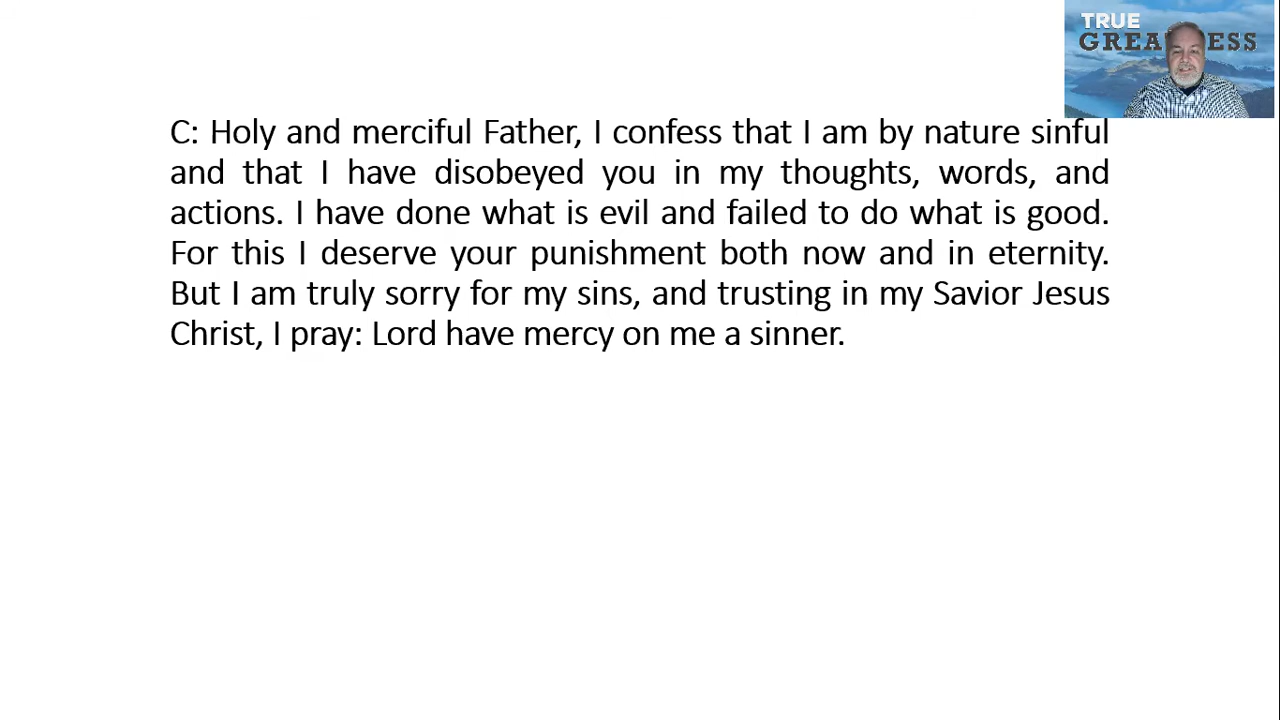 TRUE
GREA ESS
C: Holy and merciful Father, I confess that I am by nature sinful
and that I have disobeyed you in my thoughts, words, and
actions. I have done what is evil and failed to do what is good.
For this I deserve your punishment both now and in eternity.
But I am truly sorry for my sins, and trusting in my Savior Jesus
Christ, I pray: Lord have mercy on me a sinner.